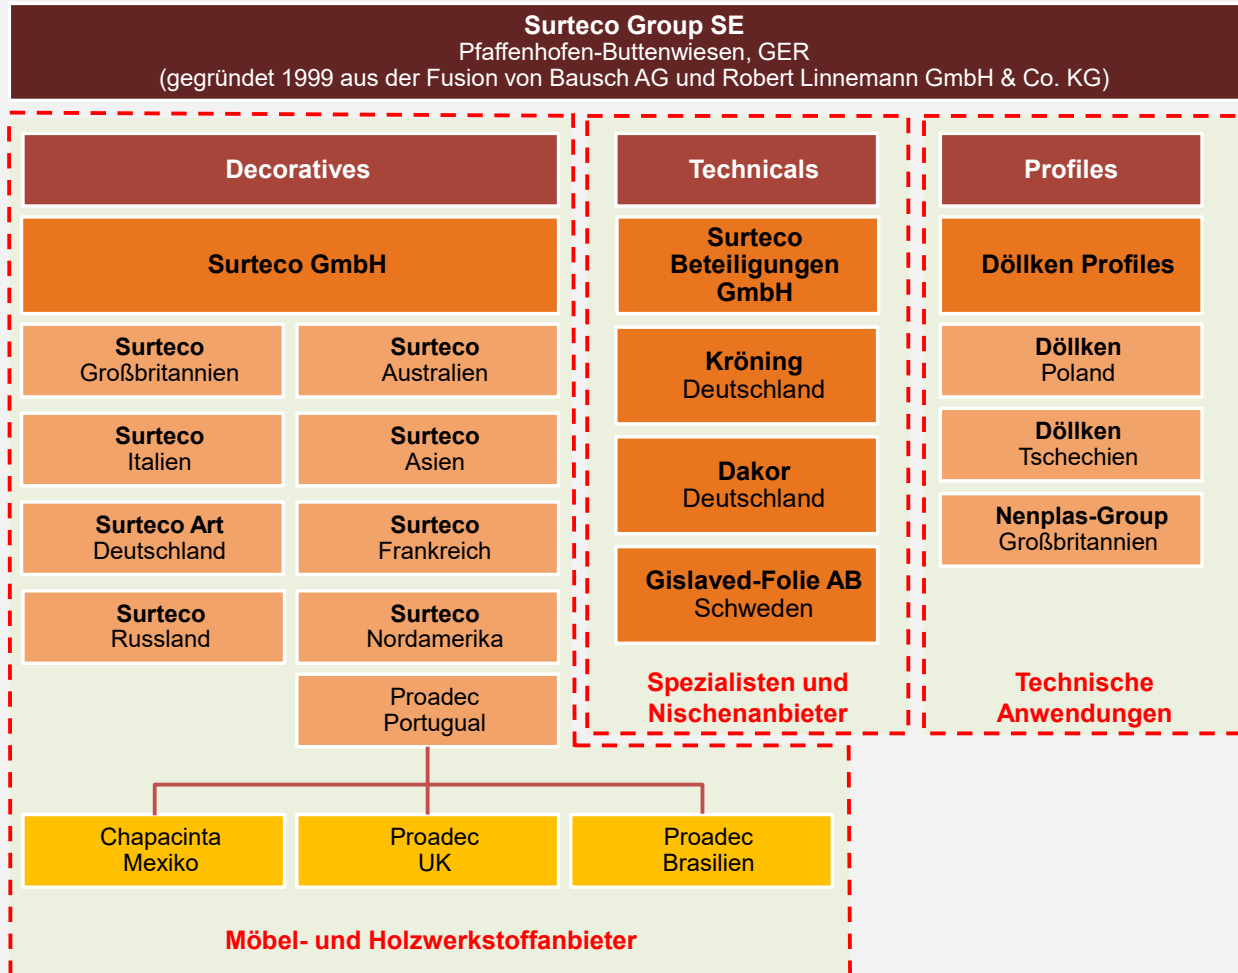 Surteco Group SE
Pfaffenhofen-Buttenwiesen, GER
(gegründet 1999 aus der Fusion von Bausch AG und Robert Linnemann GmbH & Co. KG)
Decoratives
Surteco GmbH
Surteco
Großbritannien
Surteco
Australien
Surteco
Italien
Surteco
Asien
Surteco Art
Deutschland
Surteco
Frankreich
Surteco
Russland
Surteco
Nordamerika
Proadec
Portugual
Chapacinta
Mexiko
Proadec
UK
Proadec
Brasilien
Möbel- und Holzwerkstoffanbieter
Technicals
Surteco
Beteiligungen
GmbH
Kröning
Deutschland
Dakor
Deutschland
Gislaved-Folie AB
Schweden
Spezialisten und
Nischenanbieter
Profiles
Döllken Profiles
Döllken
Poland
Döllken
Tschechien
Nenplas-Group
Großbritannien
Technische
Anwendungen